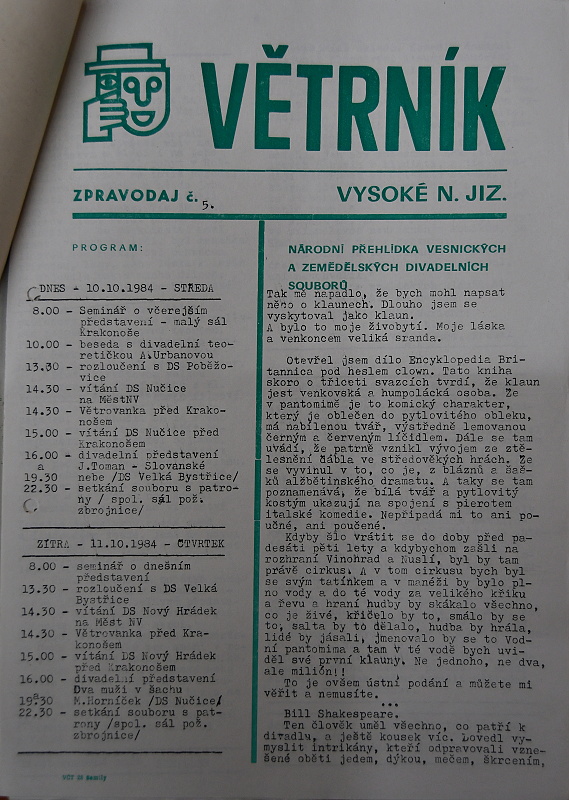 VĚTRNÍK
ZPRAVODAJ č. 5.
VYSOKÉ N. JIZ.
PROGRAM:
DNES - 10.10.1984 - STŘEDA
8.00 - Seminář o včerejším
představení - malý sál
Krakonoše
10.00 - beseda s divadelní teo-
retičkou A.Urbanovou
13.30 - rozloučení s DS Poběžo-
vice
14.30 - vítání DS Nučice
na MěstNV
14.30 - Větrovanka před Krako-
nošem
15.00 - vítání DS Nučice před
Krakonošem
16.00 - divadelní představení
a J.Toman - Slovanské
19.30 nebe /DS Velká Bystřice/
22.30 - setkání souboru s patro-
ny / spol. sál pož.
zbrojnice/
ZÍTRA - 11.10.1984 - ČTVRTEK
8.00 - seminář o dnešním
představení
13.30 - rozloučení s DS Velká
Bystřice
14.30 - vítání DS Nový Hrádek
na Měst NV
14.30 - Větrovanka před Kra-
konošem
15.00 - vítání DS Nový Hrádek
před Krakonošem
16.00 - divadelní představení
a Dva muži v šachu
19.30 - M.Horníček /DS Nučice/
22.30 - setkání souboru s pat-
rony /spol. sál pož.
zbrojnice/
VCT 26 Semily
NÁRODNÍ PŘEHLÍDKA VESNICKÝCH
A ZEMĚDĚLSKÝCH DIVADELNÍCH
SOUBORŮ
Tak mě napadlo, že bych mohl napsat
něco o klaunech. Dlouho jsem se
vyskytoval jako klaun.
A bylo to moje živobytí. Moje láska
a venkoncem veliká sranda.
Otevřel jsem dílo Encyklopedia Bri-
tannica pod heslem clown. Tato kniha
skoro o třiceti svazcích tvrdí, že klaun
jest venkovská a humpolácká osoba. Že
v pantomimě je to komický charakter,
který je oblečen do pytlovitého obleku,
má nabílenou tvář, výstředně lemovanou
černým a červeným líčidlem. Dále se tam
uvádí, že patrně vznikl vývojem ze ztě-
lesnění ďábla ve středověkých hrách. Že
se vyvinul v to, co je, z bláznů a šaš-
ků alžbětinského dramatu. A taky se tam
poznamenává, že bílá tvář a pytlovitý
kostým ukazují na spojení s pierotem
italské komedie. Nepřipadá mi to ani po-
učné, ani poučené.
Kdyby šlo vrátit se do doby před pa-
desáti pěti lety a kdybychom zašli na
rozhraní Vinohrad a Nuslí, byl by tam
právě cirkus. A v tom cirkusu bych byl
se svým tatínkem a v manéži by bylo pl-
no vody a do té vody za velikého křiku
a řevu a hraní hudby by skákalo všechno,
co je živé, křičelo by to, smálo by se
to, salta by to dělalo, hudba by hrála,
lidé by jásali, jmenovalo by se to Vod-
ní pantomima a tam v té vodě bych uvi-
děl své první klauny. Ne jednoho, ne dva,
ale milión!!
To je ovšem ústní podání a můžete mi
věřit a nemusíte.
...
Bill Shakespeare.
Ten člověk uměl všechno, co patří k
divadlu, a ještě kousek víc. Dovedl vy-
myslit intrikány, kteří odpravovali vzne-
šené oběti jedem, dýkou, mečem, škrcením,